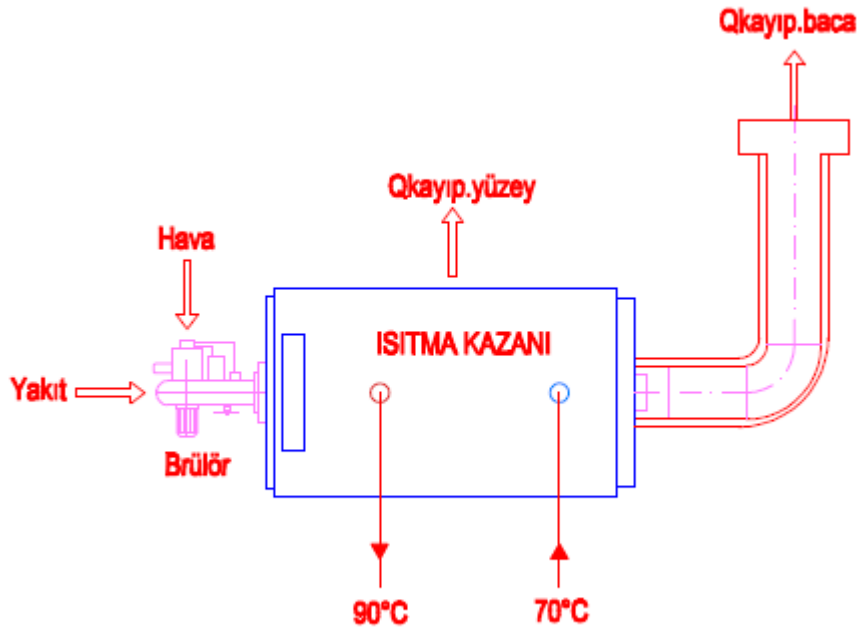 Qkayıp.baca
Qkayıp.yüzey
Hava
ISITMA KAZANI
Yakıt
Brülör
90°C
70°C